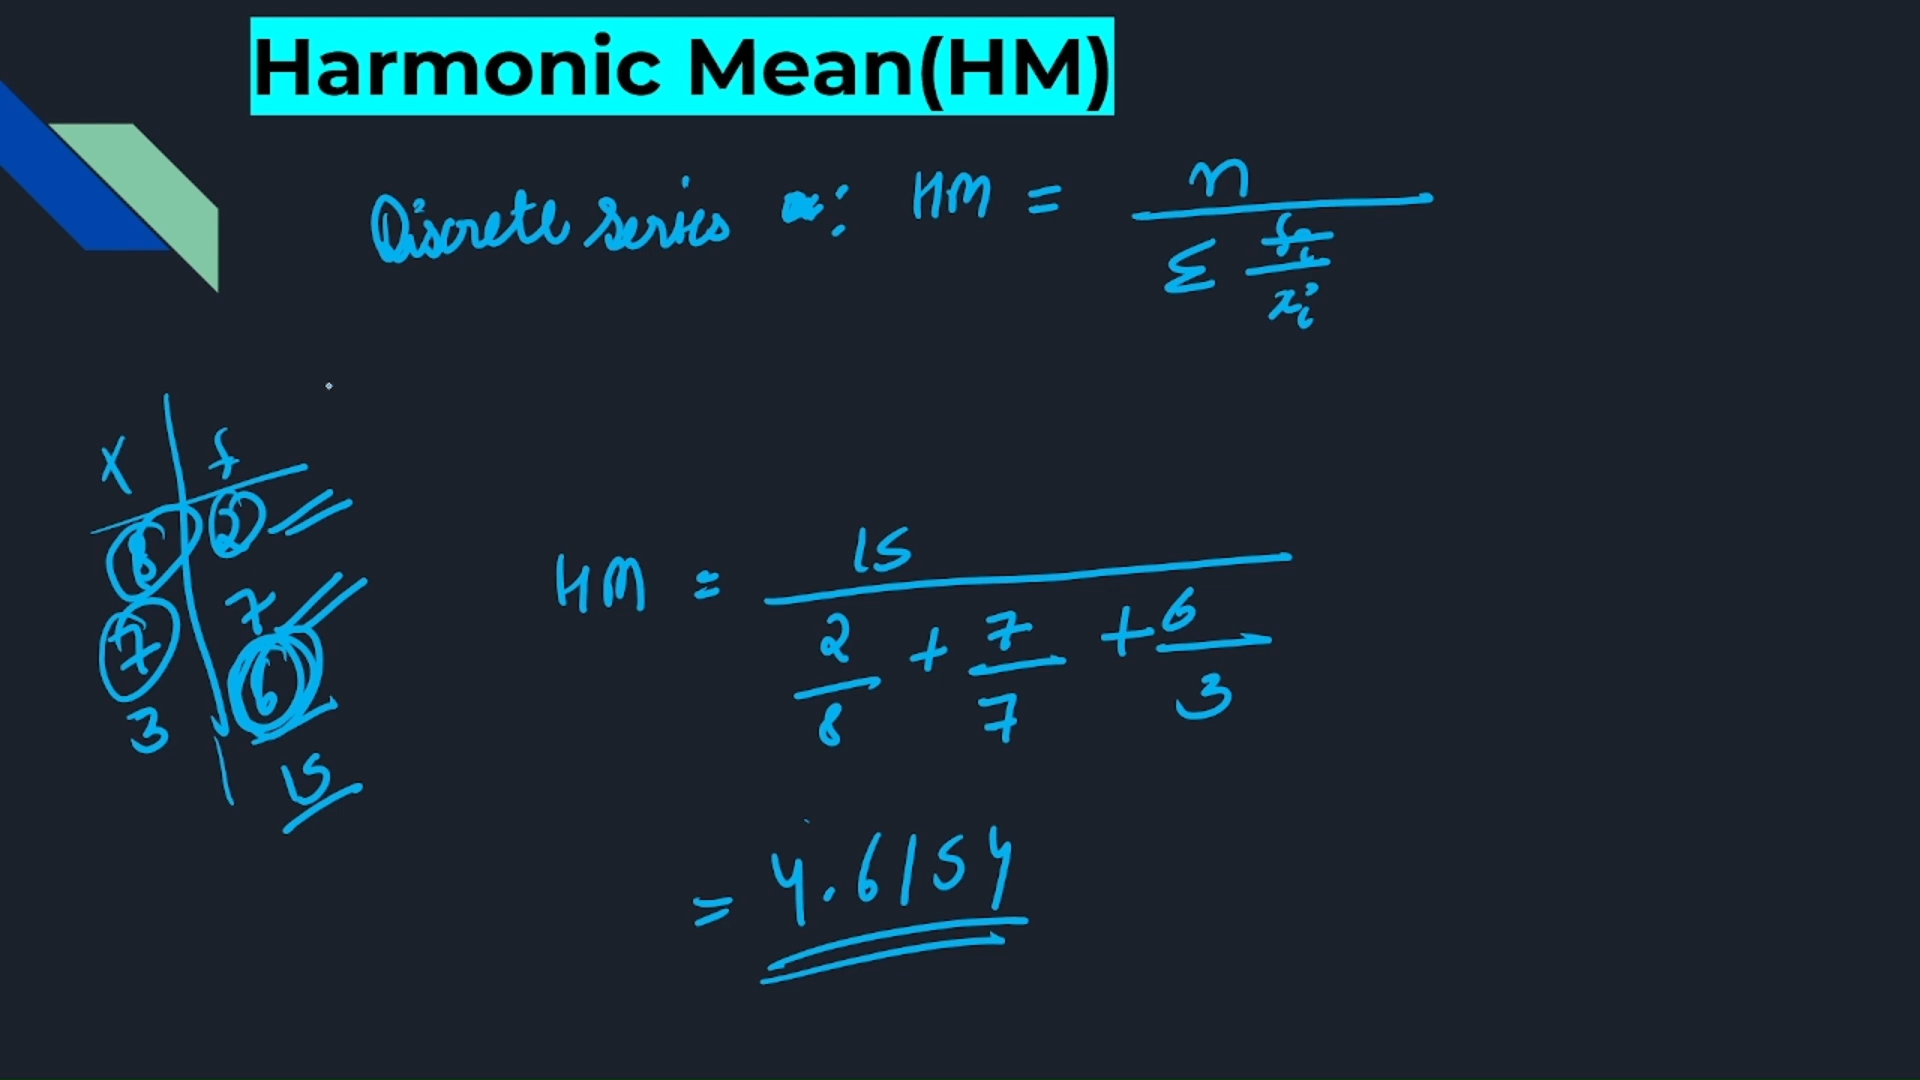 Harmonic Mean(HM)
Discrete Series : HM = n
Σ fi
xi
X f
8 2
7 7
3 6
15
HM = 15
2 + 7 + 6
8 7 3
= 4.6154